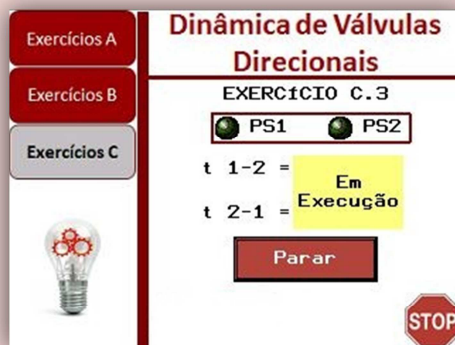 Exercícios A
Exercícios B
Exercícios C
Dinâmica de Válvulas
Direcionais
EXERCíCIO C.3
PS1 PS2
t 1-2 =
t 2-1 =
Em
Execução
Parar
STOP